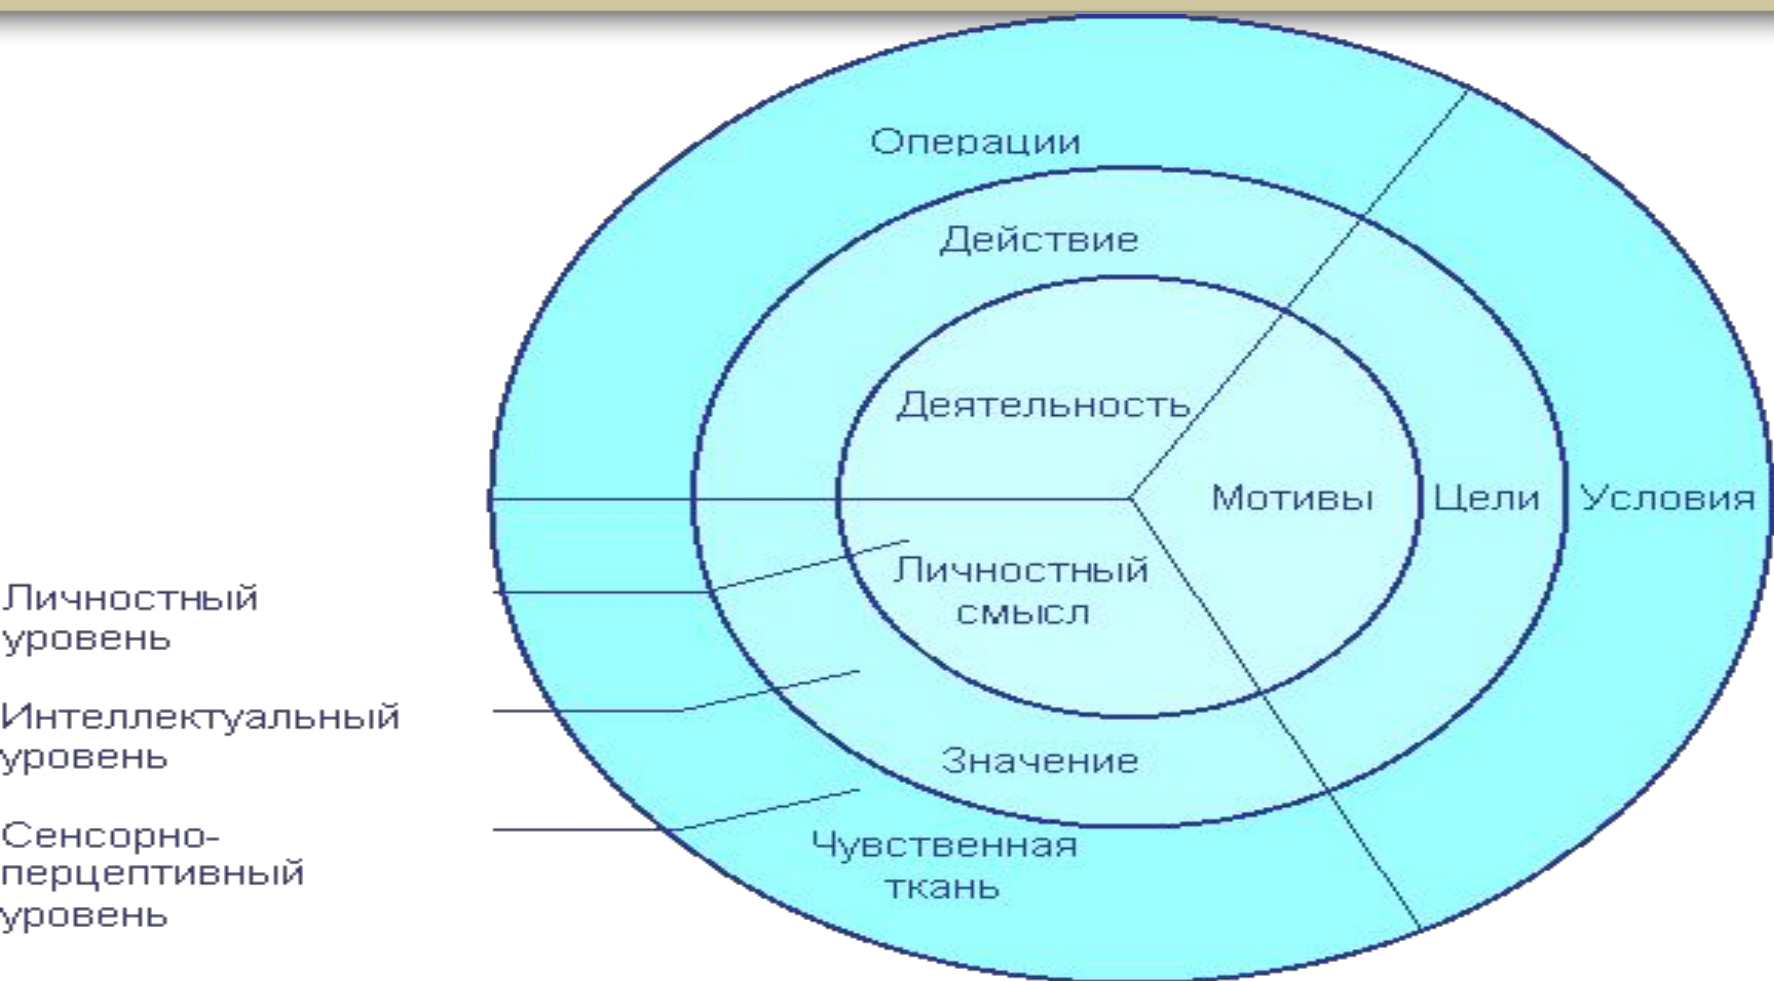 Операции
Действие
Деятельность
Мотивы
Цели
Условия
Личностный
смысл
Значение
Чувственная
ткань
Личностный
уровень
Интеллектуальный
уровень
Сенсорно-
перцептивный
уровень